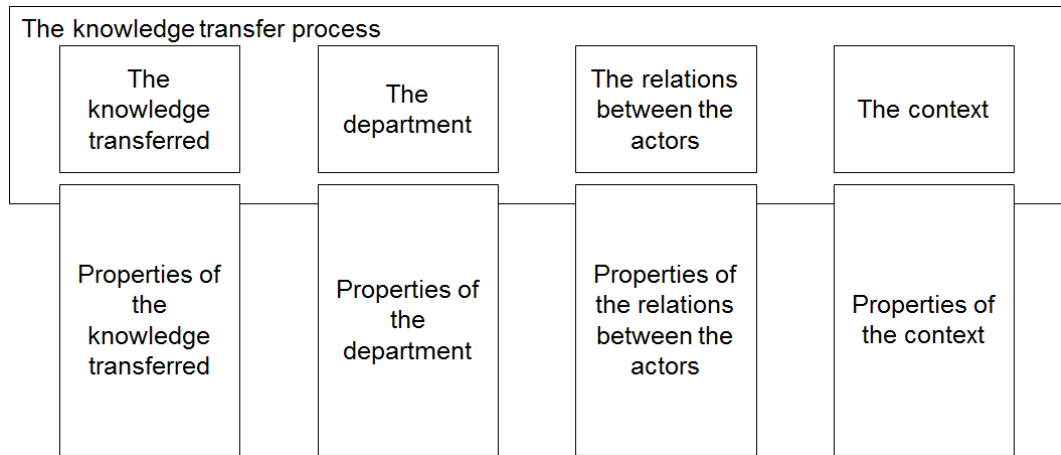 The knowledge transfer process
The
knowledge
transferred
The
department
The relations
between the
actors
The context
Properties of
the
knowledge
transferred
Properties of
the
department
Properties of
the relations
between the
actors
Properties of
the context